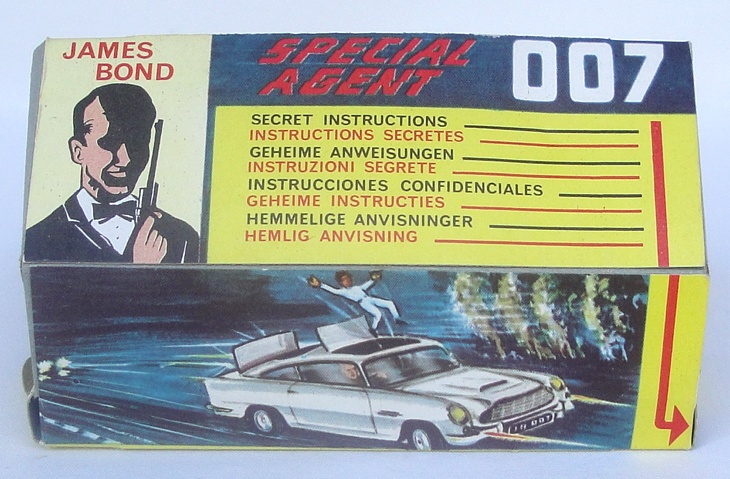 JAMES
BOND
SPECIAL
AGENT
007
SECRET INSTRUCTIONS
INSTRUCTIONS SECRETES
GEHEIME ANWEISUNGEN
INSTRUZIONI SEGRETE
INSTRUCCIONES CONFIDENCIALES
GEHEIME INSTRUCTIES
HEMMELIGE ANVISNINGER
HEMLIG ANVISNING
007